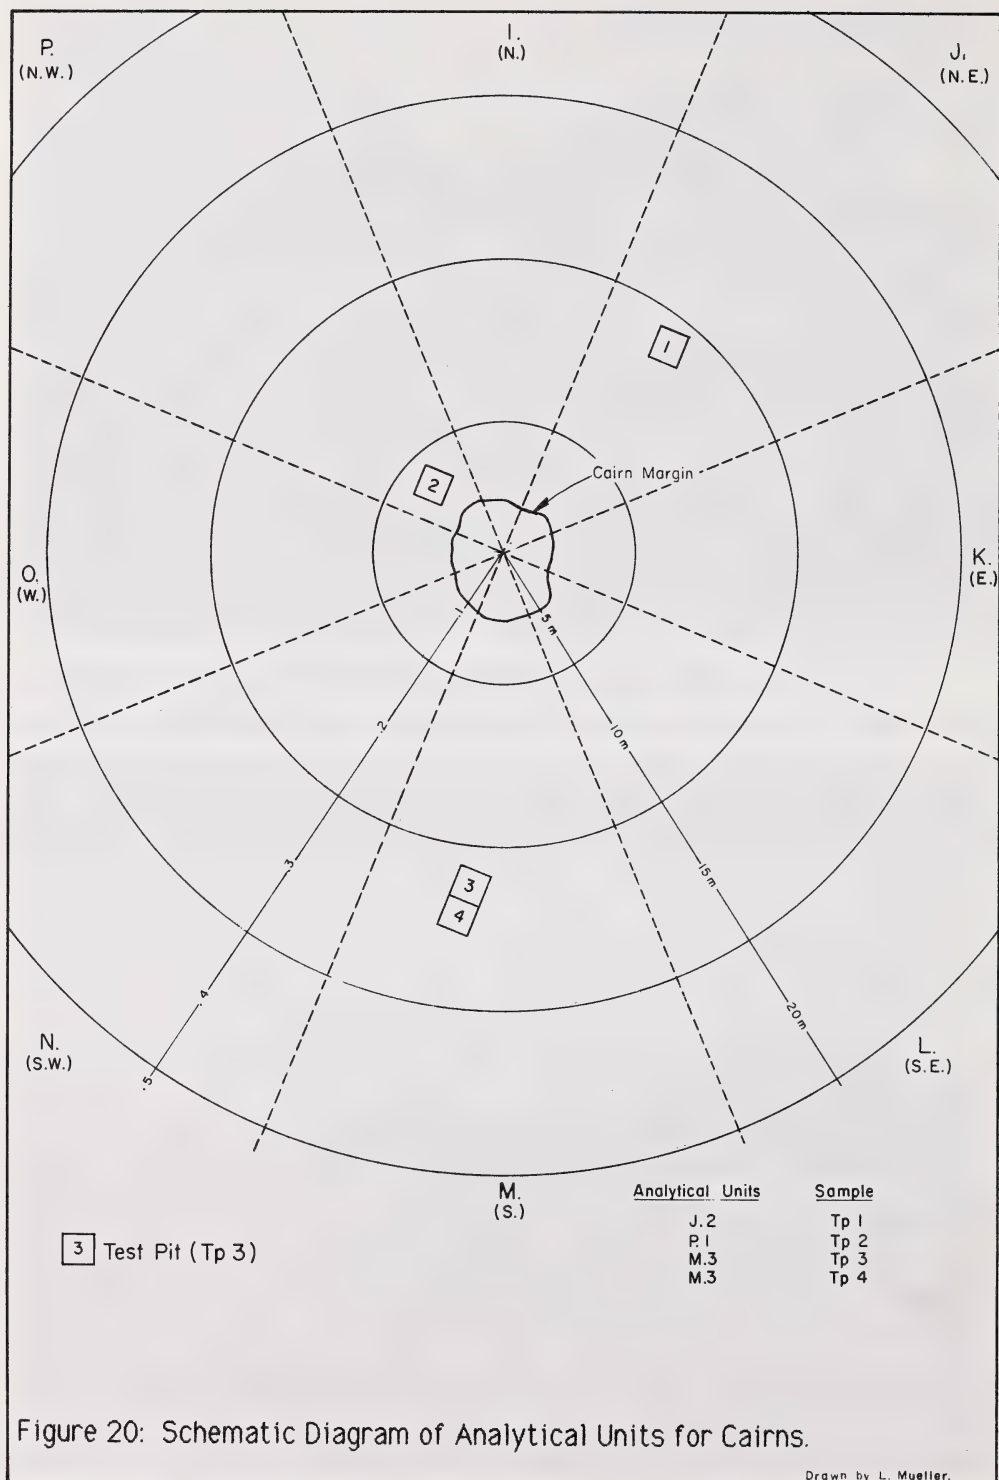 I.
(N.)
P.
(N.W.)
J.
(N.E.)
1
2
Cairn Margin
O.
(W.)
K.
(E.)
.1
5 m
.2
10 m
.3
15 m
3
4
.4
20 m
.5
N.
(S.W.)
L.
(S.E.)
M.
(S.)
Analytical Units Sample
J.2 Tp 1
P.1 Tp 2
M.3 Tp 3
M.3 Tp 4
3 Test Pit (Tp 3)
Figure 20: Schematic Diagram of Analytical Units for Cairns.
Drawn by L. Mueller.